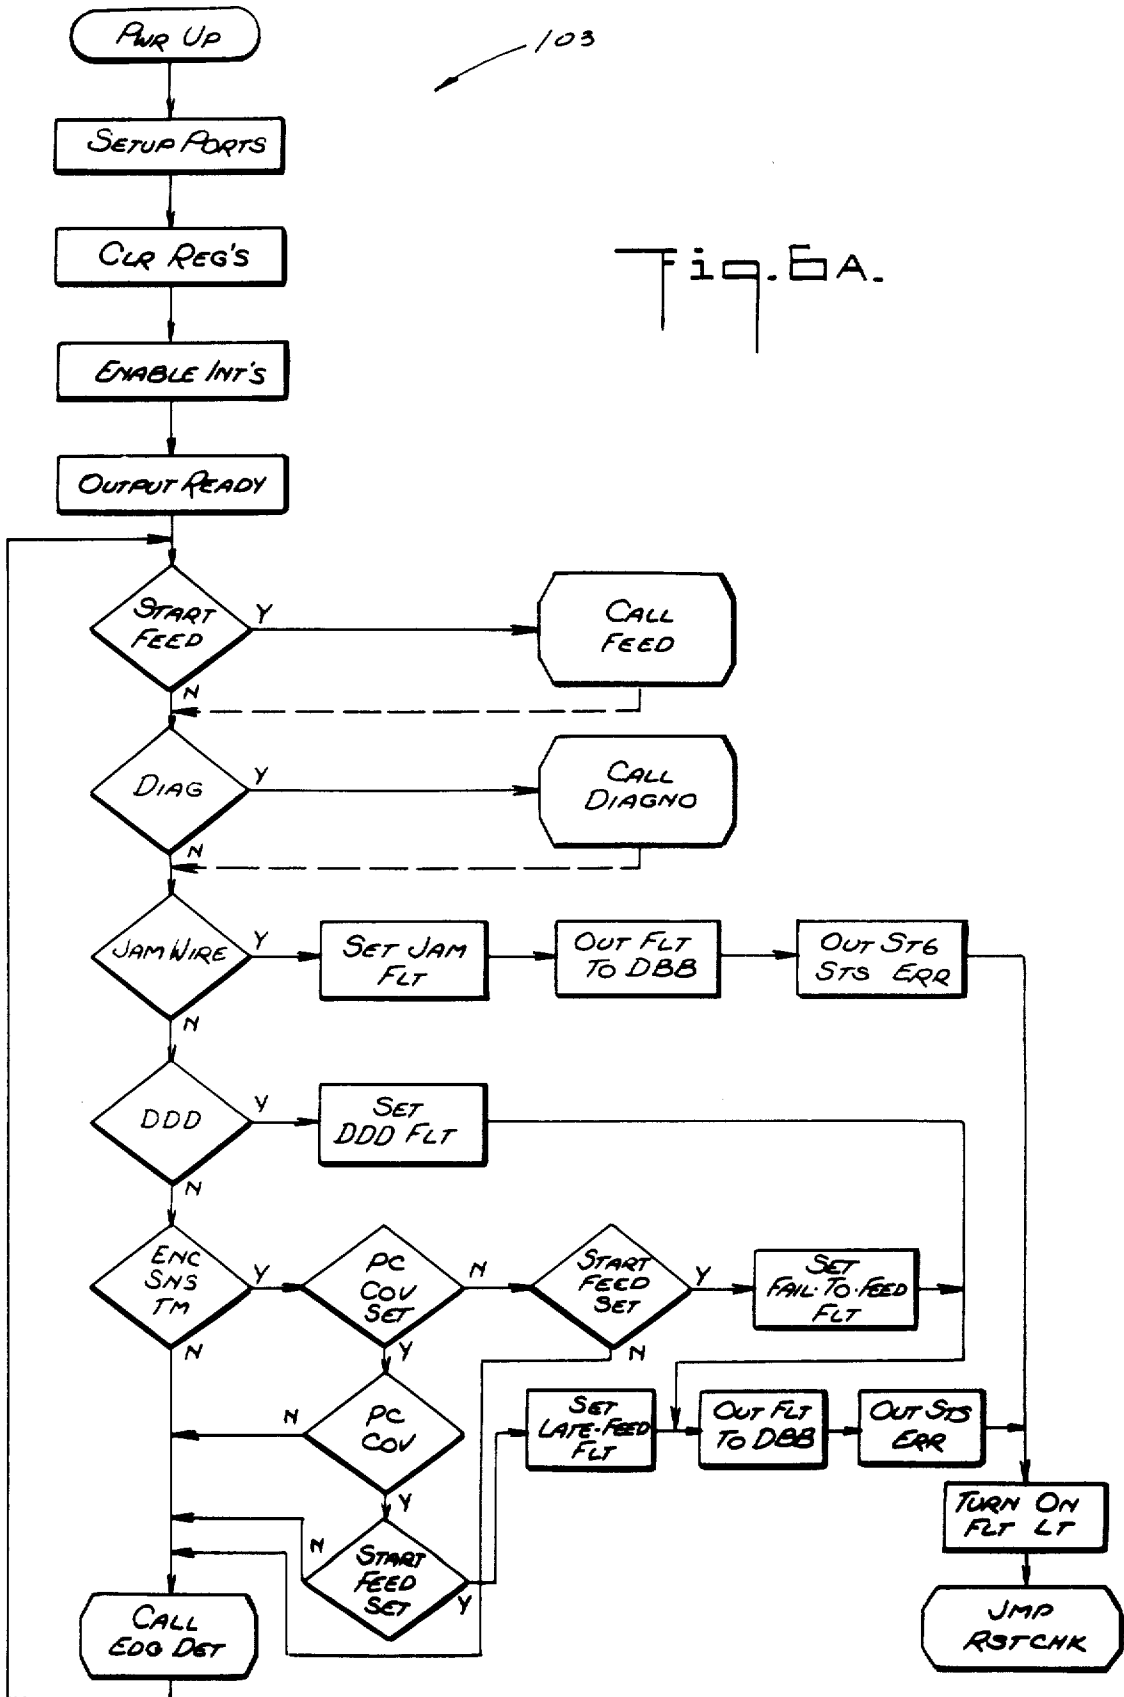 PWR UP
103
SETUP PORTS
CLR REG'S
Fig. 6A.
ENABLE INT'S
OUTPUT READY
START
FEED
Y
N
CALL
FEED
DIAG
Y
N
CALL
DIAGNO
JAM WIRE
Y
N
SET JAM
FLT
OUT FLT
TO DBB
OUT STG
STS ERR
DDD
Y
N
SET
DDD FLT
ENC
SNS
TM
Y
N
PC
COV
SET
N
Y
START
FEED
SET
Y
N
SET
FAIL-TO-FEED
FLT
PC
COV
N
Y
SET
LATE-FEED
FLT
OUT FLT
TO DBB
OUT STS
ERR
TURN ON
FLT LT
START
FEED
SET
N
Y
CALL
EDG DET
JMP
RSTCHK